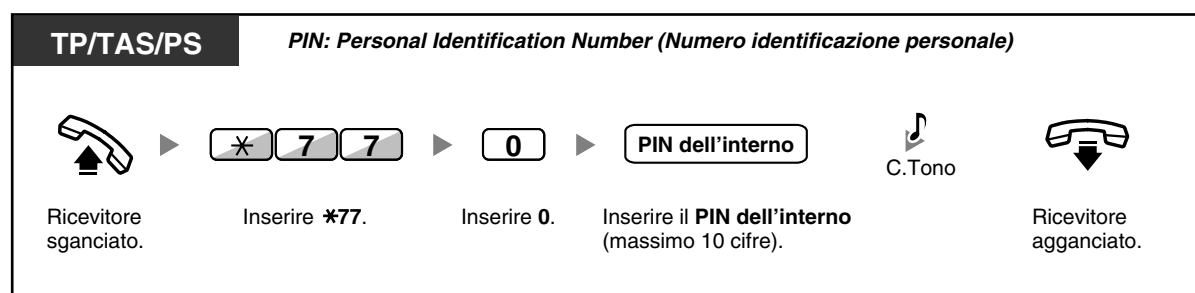 TP/TAS/PS
PIN: Personal Identification Number (Numero identificazione personale)
* 7 7
0
PIN dell'interno
C.Tono
Ricevitore
sganciato.
Inserire *77.
Inserire 0.
Inserire il PIN dell'interno
(massimo 10 cifre).
Ricevitore
agganciato.